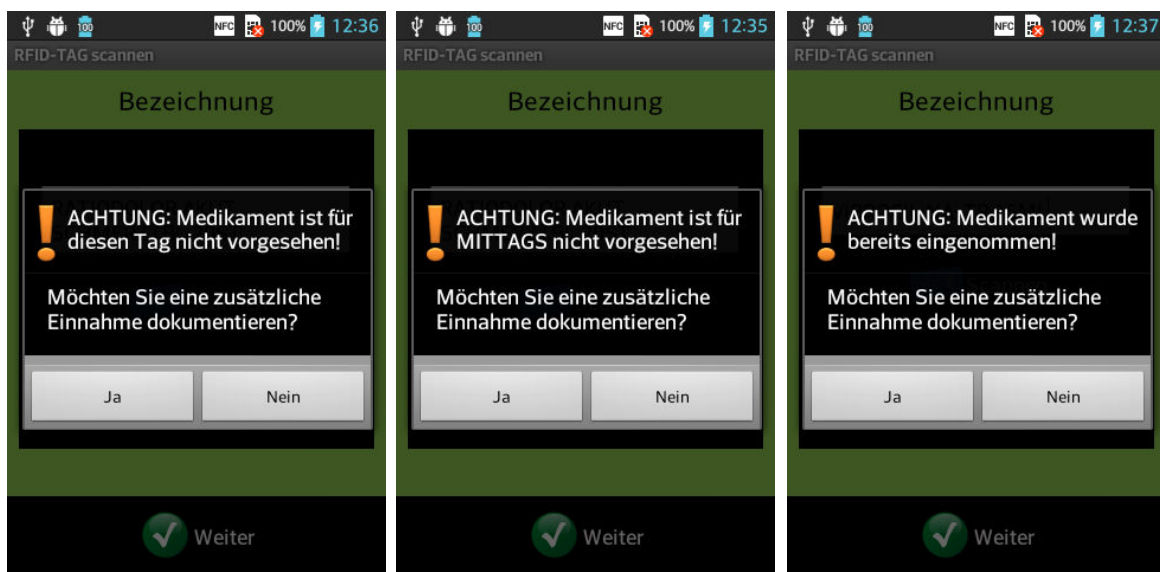 100
NFC
100%
12:36
RFID-TAG scannen
Bezeichnung
ACHTUNG: Medikament ist für
diesen Tag nicht vorgesehen!
Möchten Sie eine zusätzliche
Einnahme dokumentieren?
Ja
Nein
Weiter
100
NFC
100%
12:35
RFID-TAG scannen
Bezeichnung
ACHTUNG: Medikament ist für
MITTAGS nicht vorgesehen!
Möchten Sie eine zusätzliche
Einnahme dokumentieren?
Ja
Nein
Weiter
100
NFC
100%
12:37
RFID-TAG scannen
Bezeichnung
ACHTUNG: Medikament wurde
bereits eingenommen!
Möchten Sie eine zusätzliche
Einnahme dokumentieren?
Ja
Nein
Weiter